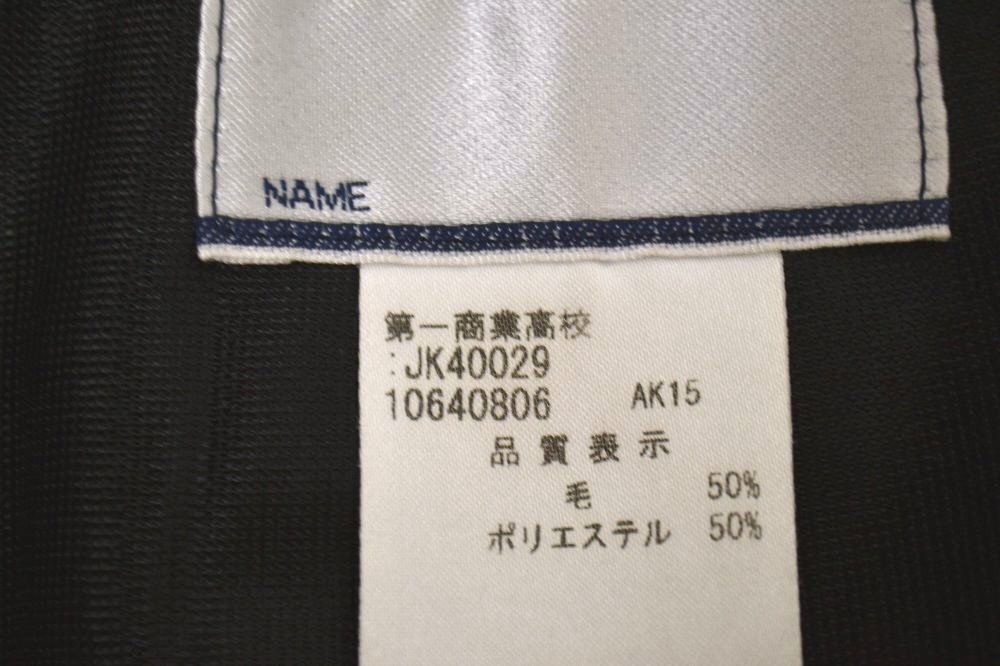 NAME
第一商業高校
:JK40029
10640806 AK15
品質表示
毛 50%
ポリエステル 50%